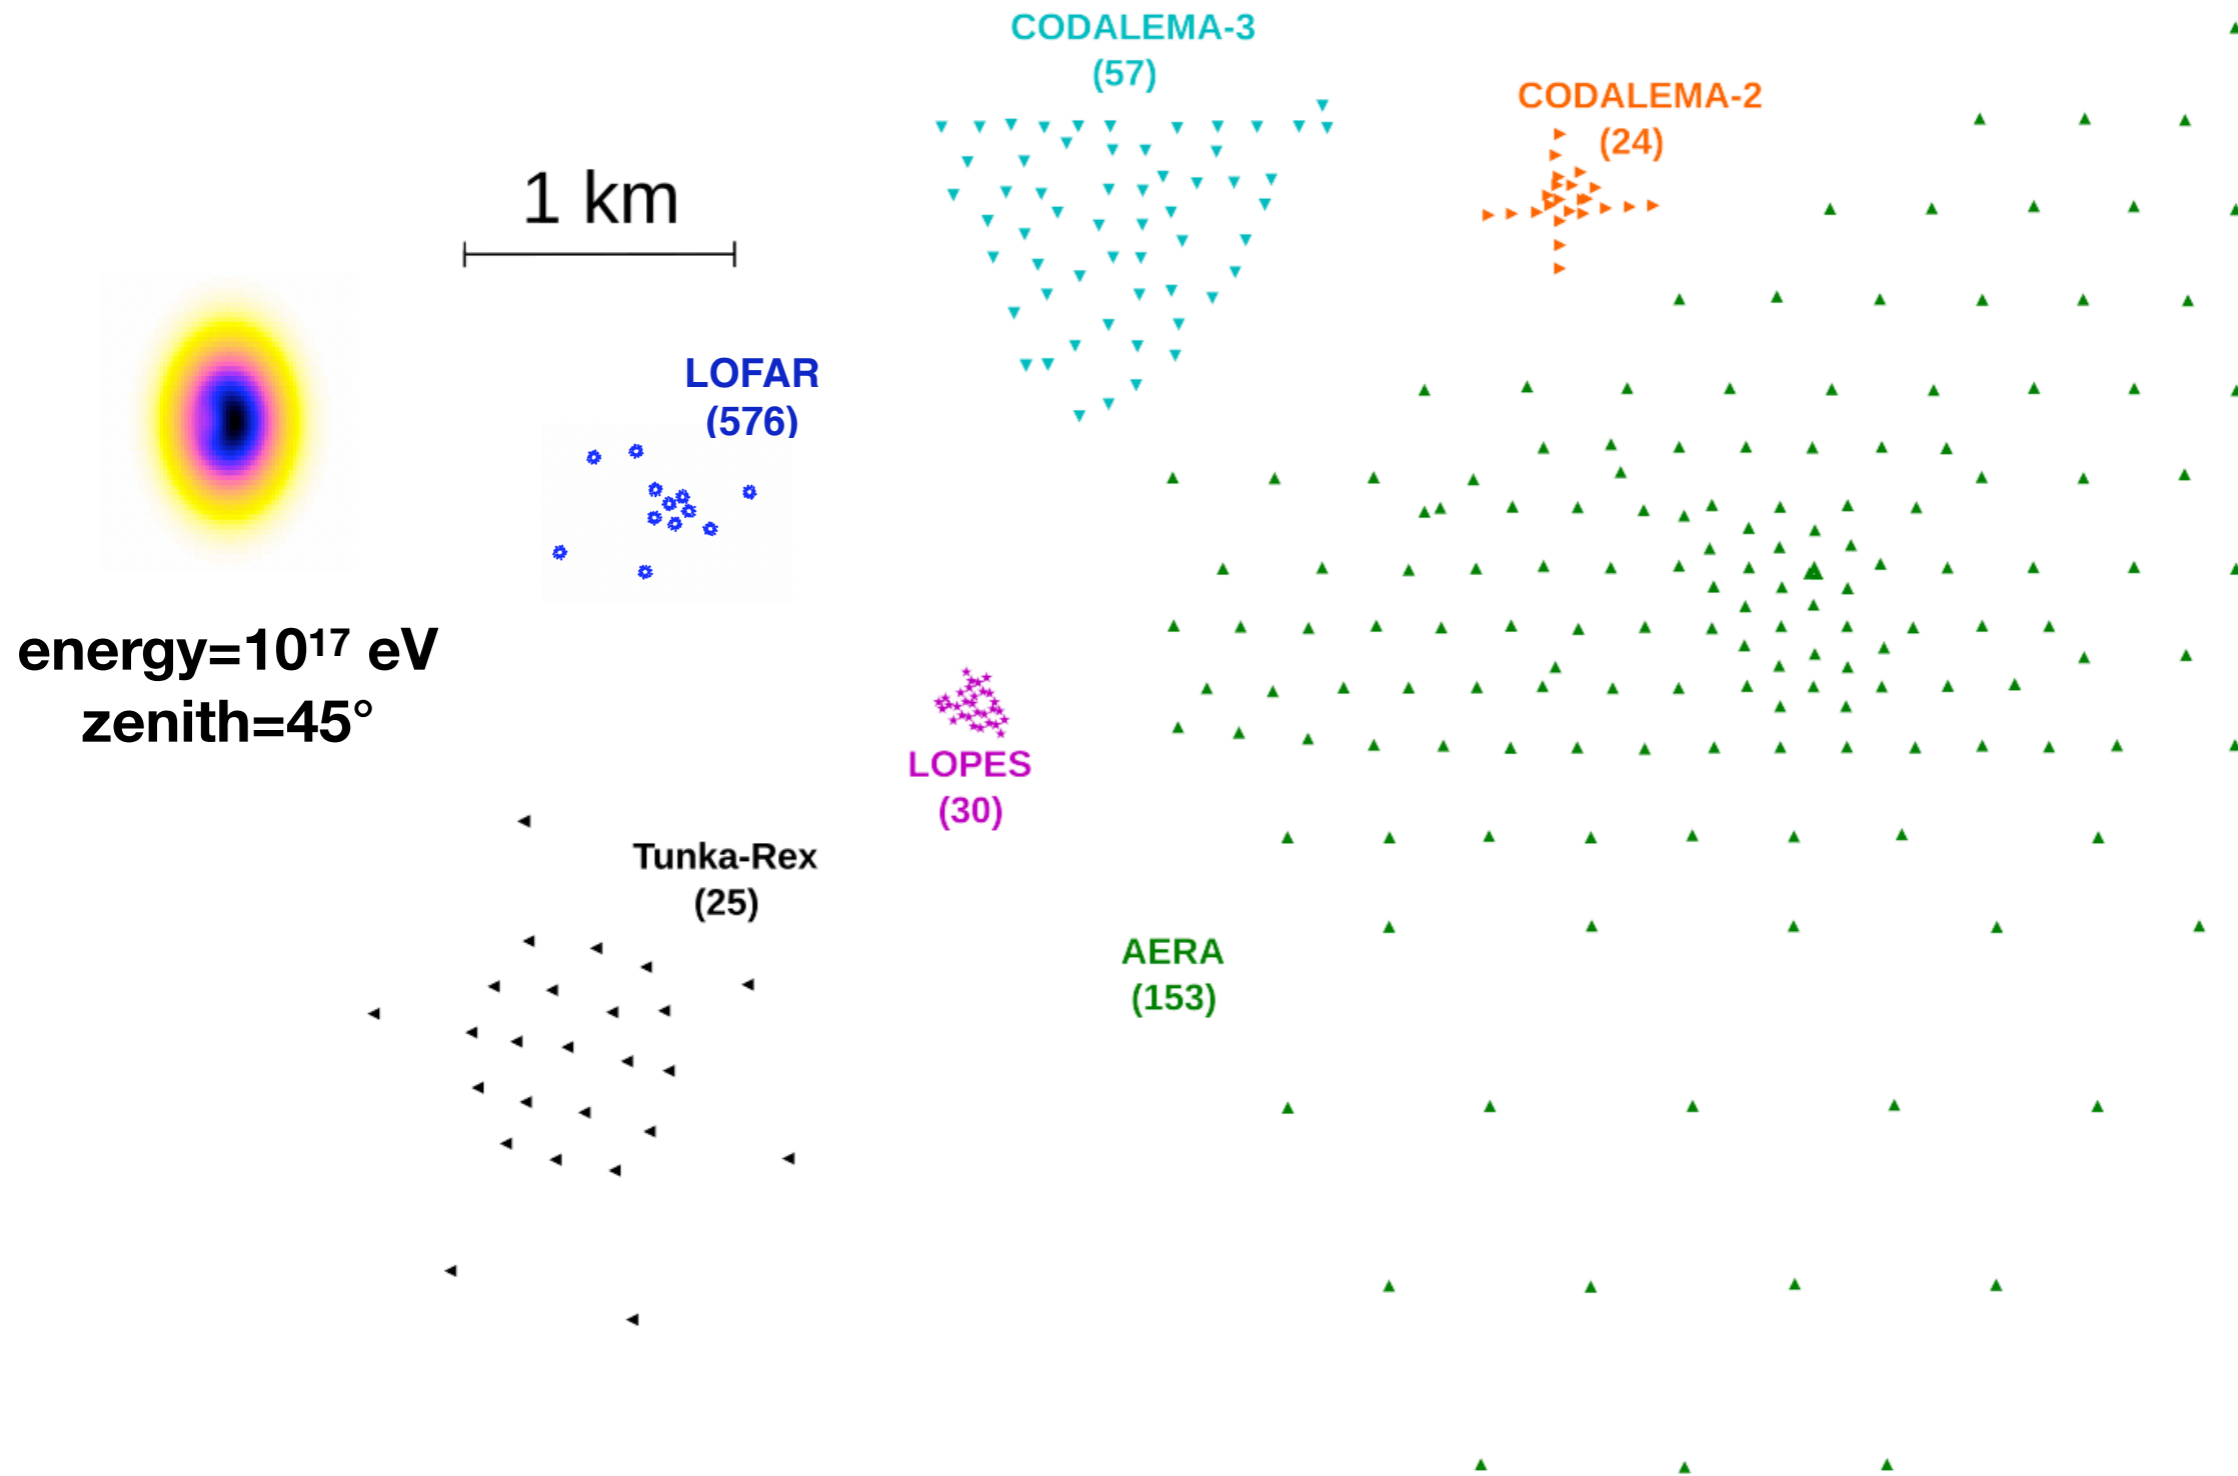 CODALEMA-3
(57)
CODALEMA-2
(24)
1 km
LOFAR
(576)
energy=10¹⁷ eV
zenith=45°
LOPES
(30)
Tunka-Rex
(25)
AERA
(153)